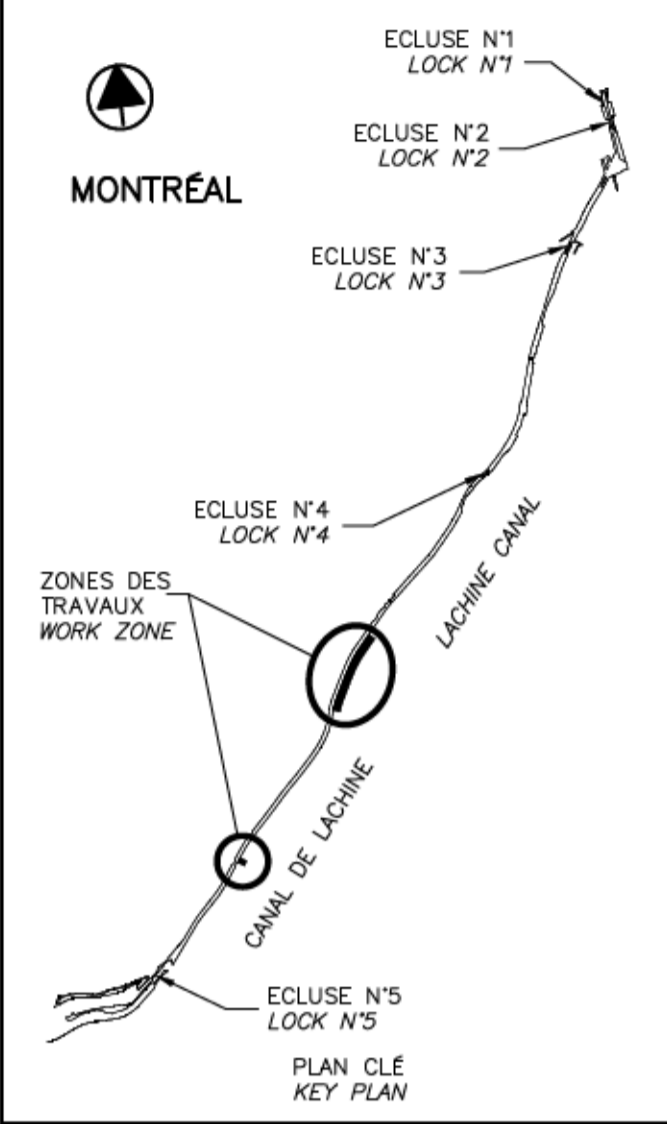 ECLUSE N°1
LOCK N°1
ECLUSE N°2
LOCK N°2
MONTRÉAL
ECLUSE N°3
LOCK N°3
ECLUSE N°4
LOCK N°4
LACHINE CANAL
ZONES DES
TRAVAUX
WORK ZONE
CANAL DE LACHINE
ECLUSE N°5
LOCK N°5
PLAN CLÉ
KEY PLAN